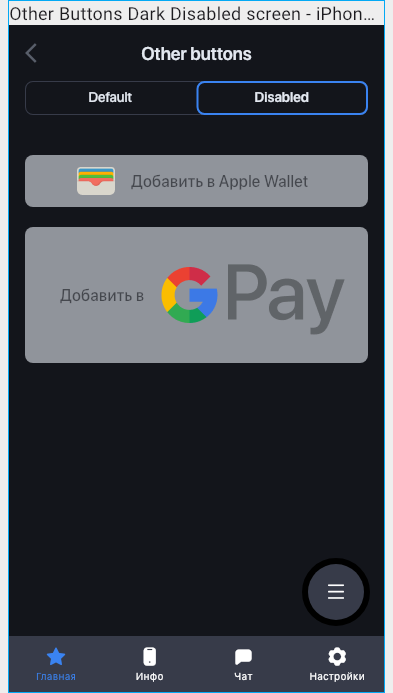 Other Buttons Dark Disabled screen - iPhon...
Other buttons
Default
Disabled
Добавить в Apple Wallet
Добавить в G Pay
Главная
Инфо
Чат
Настройки